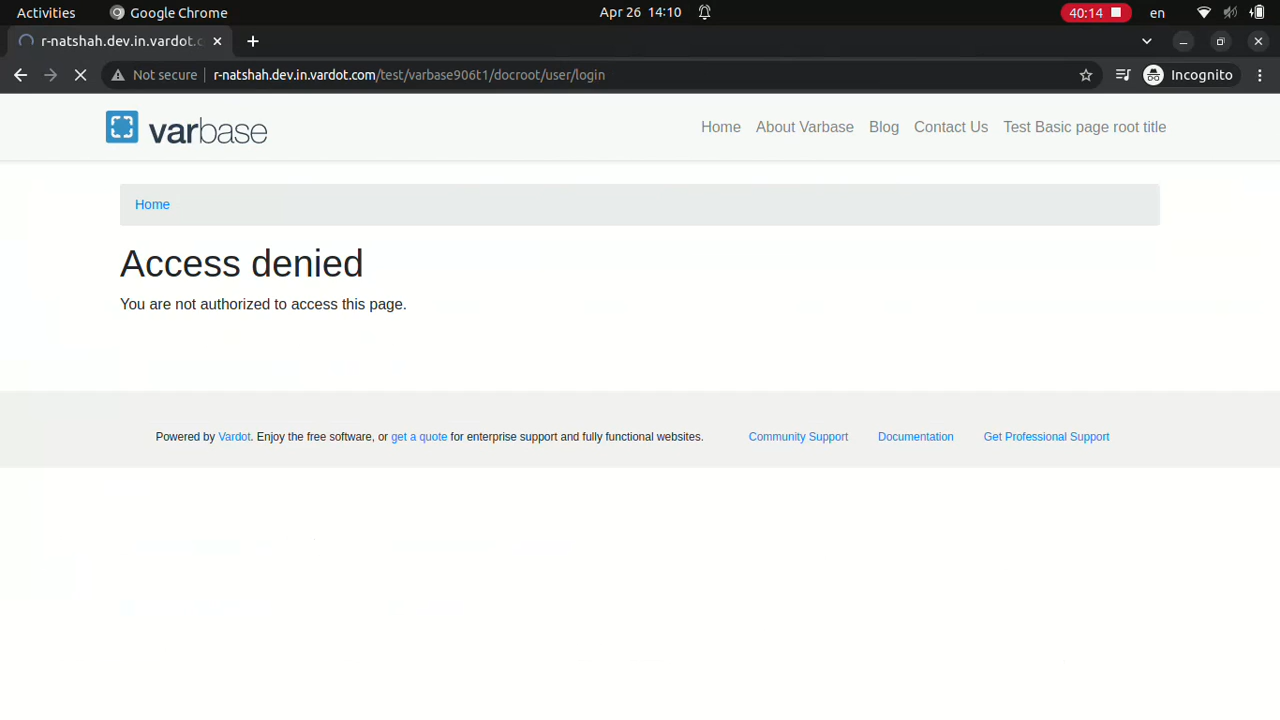 Activities Google Chrome Apr 26 14:10 40:14 en
r-natshah.dev.in.vardot.c
Not secure r-natshah.dev.in.vardot.com/test/varbase906t1/docroot/user/login Incognito
varbase Home About Varbase Blog Contact Us Test Basic page root title
Home
Access denied
You are not authorized to access this page.
Powered by Vardot. Enjoy the free software, or get a quote for enterprise support and fully functional websites. Community Support Documentation Get Professional Support